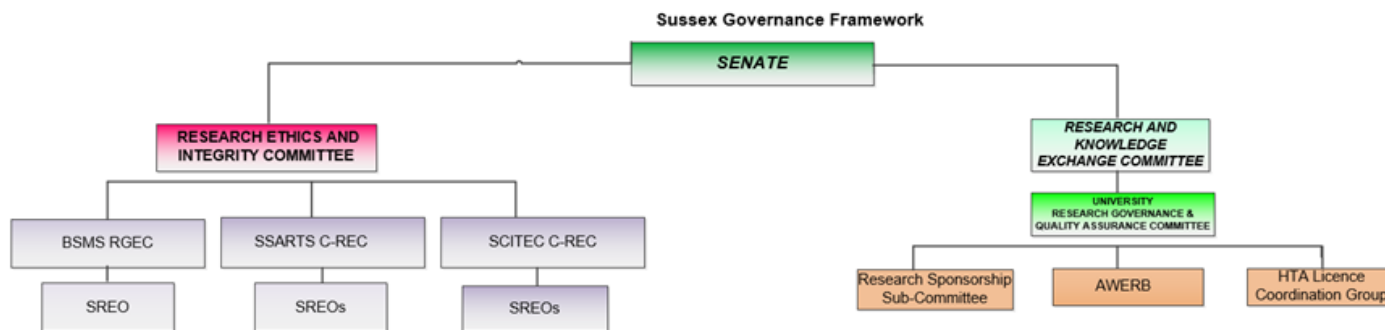 Sussex Governance Framework
SENATE
RESEARCH ETHICS AND
INTEGRITY COMMITTEE
RESEARCH AND
KNOWLEDGE
EXCHANGE COMMITTEE
UNIVERSITY
RESEARCH GOVERNANCE &
QUALITY ASSURANCE COMMITTEE
BSMS RGEC
SSARTS C-REC
SCITEC C-REC
Research Sponsorship
Sub-Committee
AWERB
HTA Licence
Coordination Group
SREO
SREOs
SREOs